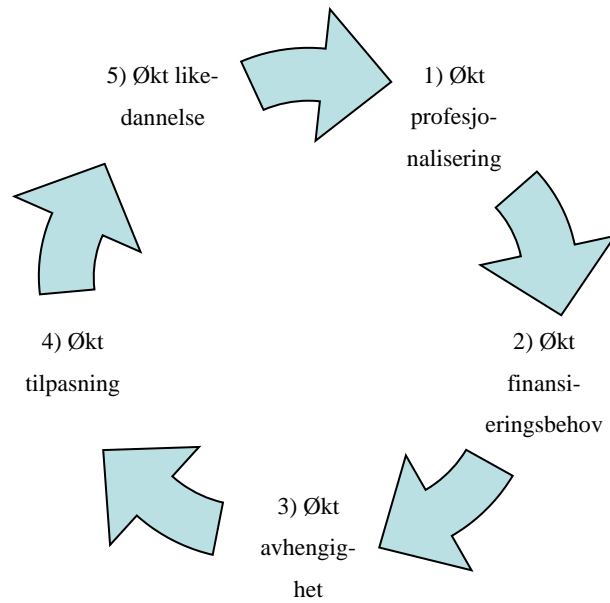 1) Økt
profesjo-
nalisering
2) Økt
finansi-
eringsbehov
3) Økt
avhengig-
het
4) Økt
tilpasning
5) Økt like-
dannelse